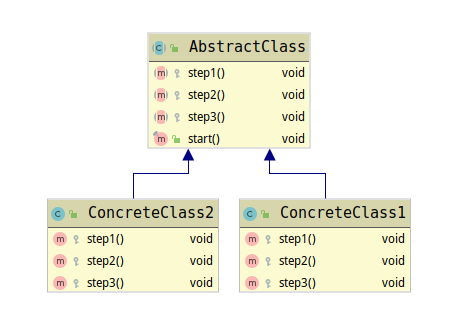 AbstractClass
step1() void
step2() void
step3() void
start() void
ConcreteClass2
step1() void
step2() void
step3() void
ConcreteClass1
step1() void
step2() void
step3() void